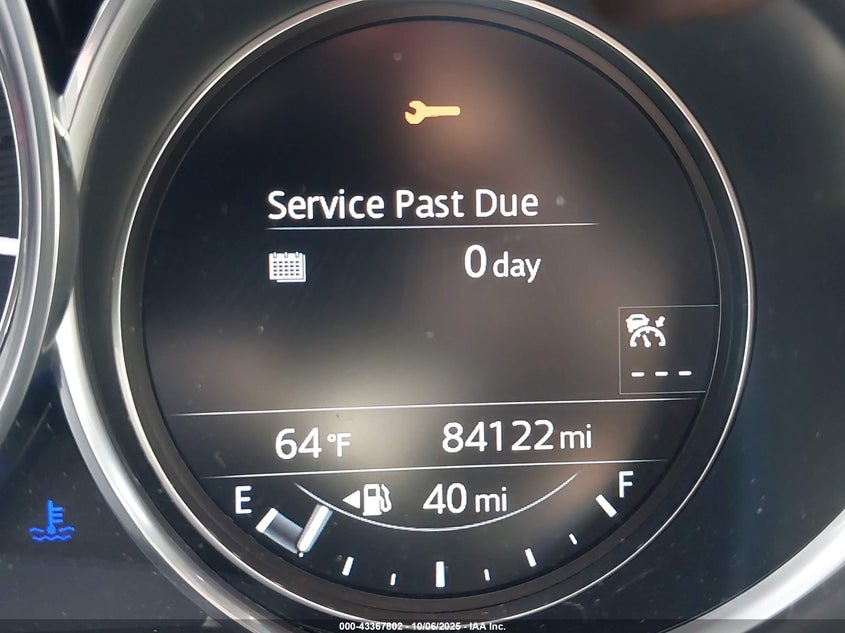 Service Past Due
0 day
- - -
64°F 84122 mi
E 40 mi F
000-43367802 - 10/06/2025 - IAA Inc.